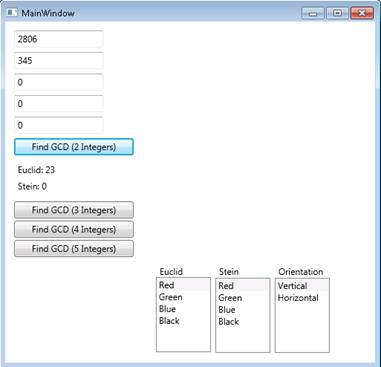 MainWindow
2806
345
0
0
0
Find GCD (2 Integers)
Euclid: 23
Stein: 0
Find GCD (3 Integers)
Find GCD (4 Integers)
Find GCD (5 Integers)
Euclid Stein Orientation
Red Red Vertical
Green Green Horizontal
Blue Blue
Black Black